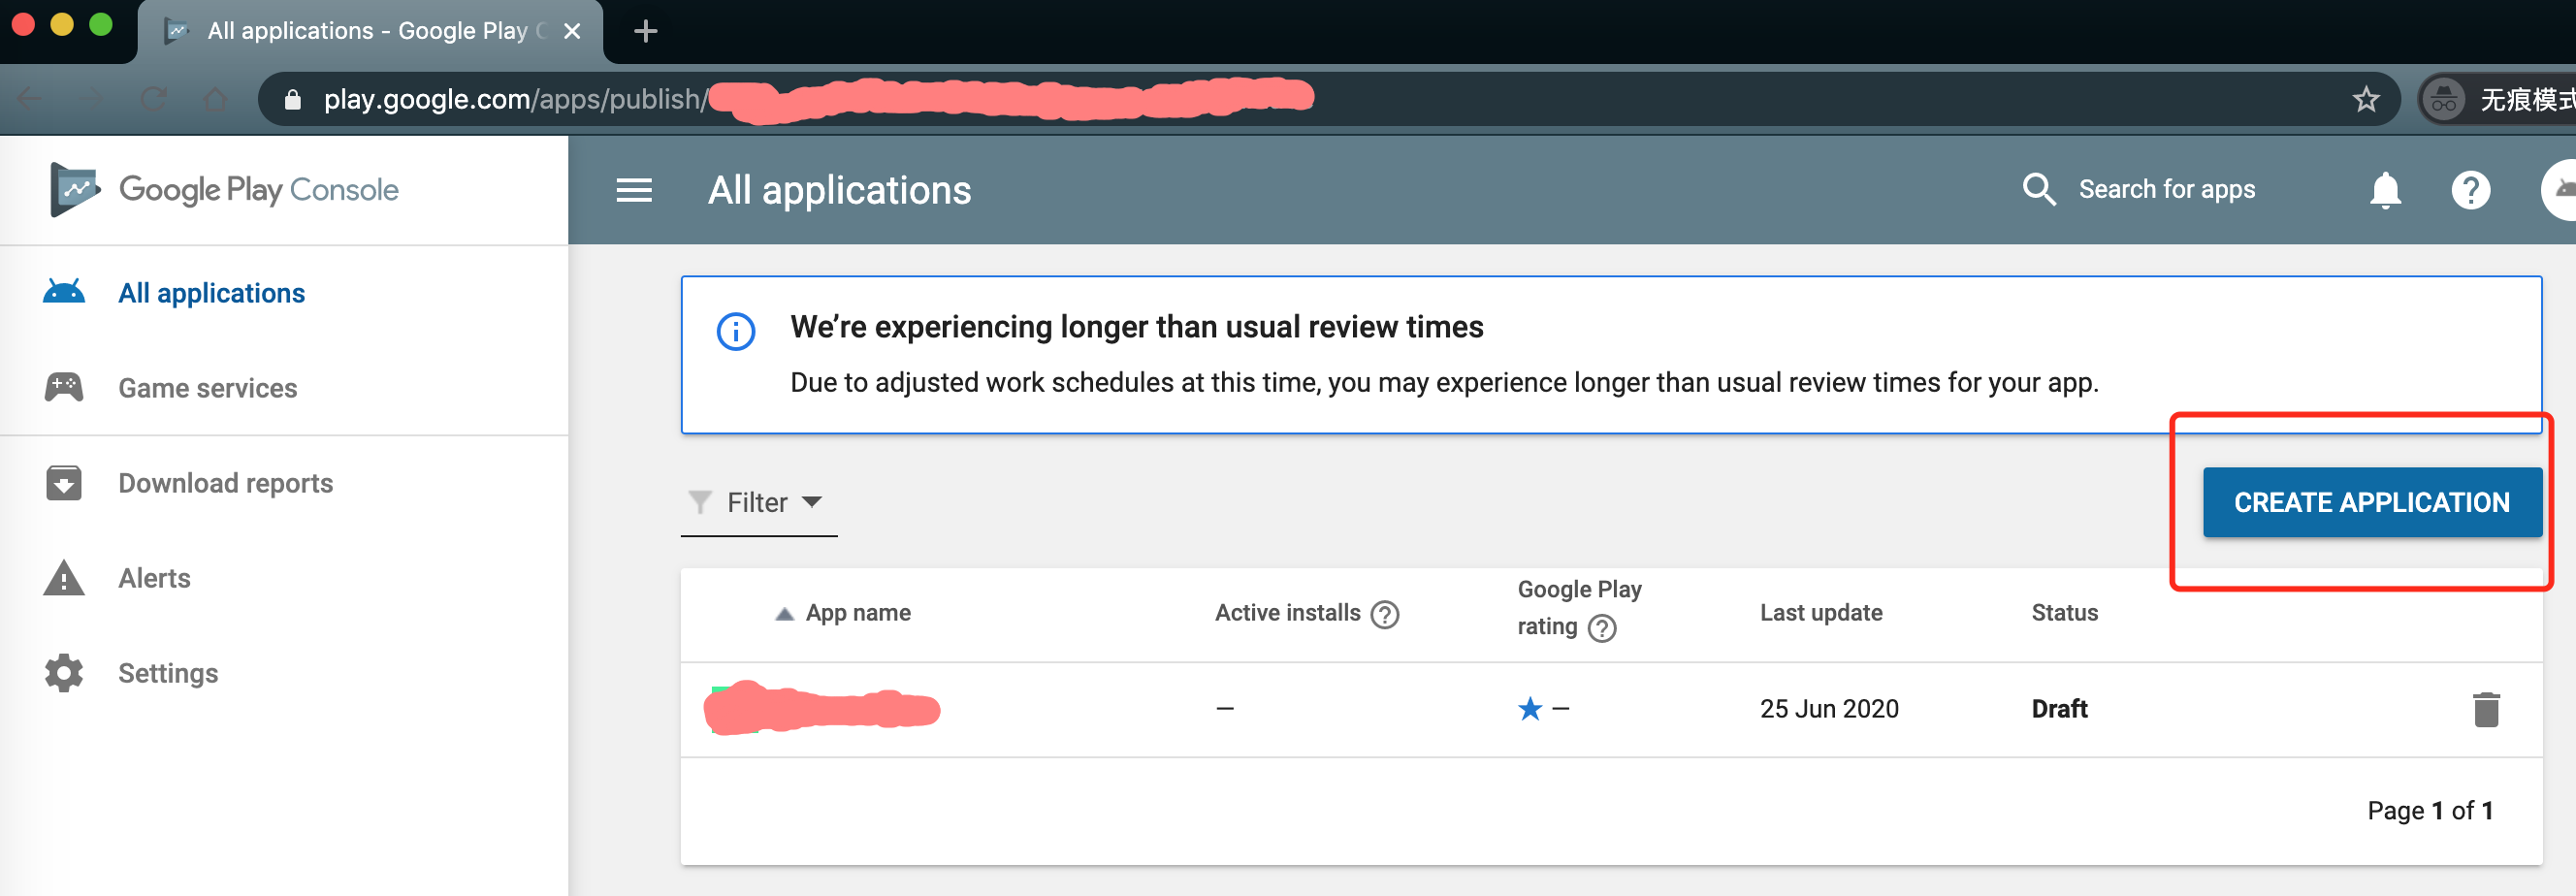 All applications - Google Play C
play.google.com/apps/publish/
无痕模式
Google Play Console
All applications
Search for apps
All applications
Game services
Download reports
Alerts
Settings
We’re experiencing longer than usual review times
Due to adjusted work schedules at this time, you may experience longer than usual review times for your app.
Filter
CREATE APPLICATION
App name
Active installs
Google Play
rating
Last update
Status
–
–
25 Jun 2020
Draft
Page 1 of 1